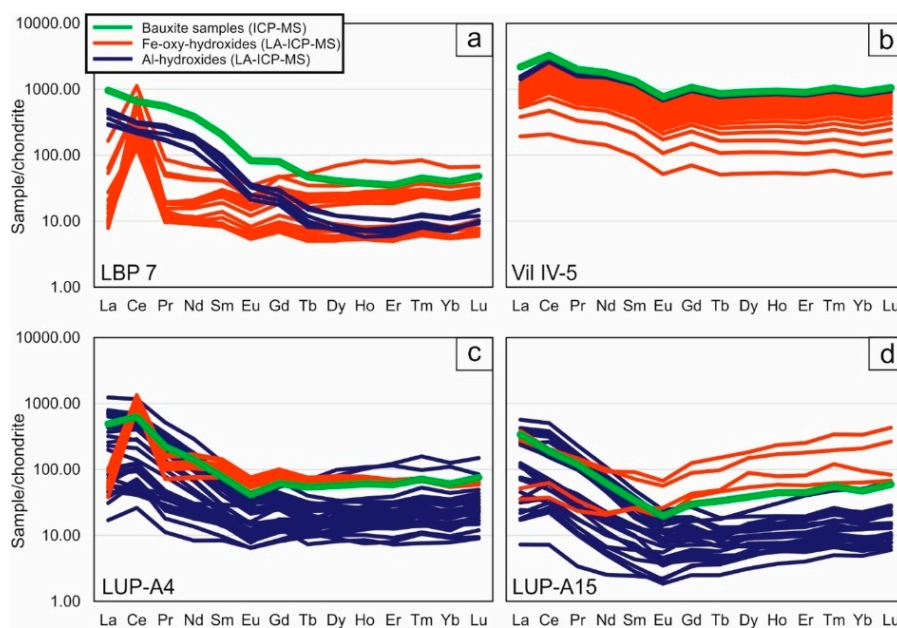 Bauxite samples (ICP-MS)
Fe-oxy-hydroxides (LA-ICP-MS)
Al-hydroxides (LA-ICP-MS)
a
10000.00
1000.00
100.00
10.00
1.00
Sample/chondrite
LBP 7
La Ce Pr Nd Sm Eu Gd Tb Dy Ho Er Tm Yb Lu
b
Vil IV-5
La Ce Pr Nd Sm Eu Gd Tb Dy Ho Er Tm Yb Lu
c
10000.00
1000.00
100.00
10.00
1.00
Sample/chondrite
LUP-A4
La Ce Pr Nd Sm Eu Gd Tb Dy Ho Er Tm Yb Lu
d
LUP-A15
La Ce Pr Nd Sm Eu Gd Tb Dy Ho Er Tm Yb Lu